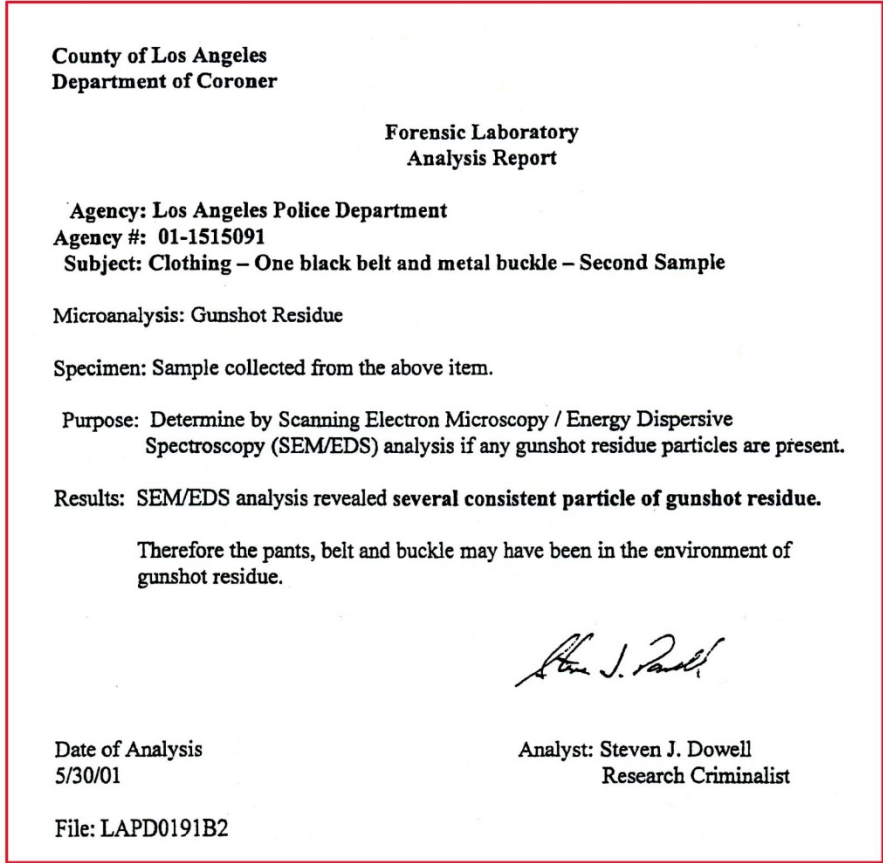 County of Los Angeles
Department of Coroner
Forensic Laboratory
Analysis Report
Agency: Los Angeles Police Department
Agency #: 01-1515091
Subject: Clothing – One black belt and metal buckle – Second Sample
Microanalysis: Gunshot Residue
Specimen: Sample collected from the above item.
Purpose: Determine by Scanning Electron Microscopy / Energy Dispersive
Spectroscopy (SEM/EDS) analysis if any gunshot residue particles are present.
Results: SEM/EDS analysis revealed several consistent particle of gunshot residue.
Therefore the pants, belt and buckle may have been in the environment of
gunshot residue.
Steve J. Dowell
Date of Analysis
Analyst: Steven J. Dowell
5/30/01
Research Criminalist
File: LAPD0191B2